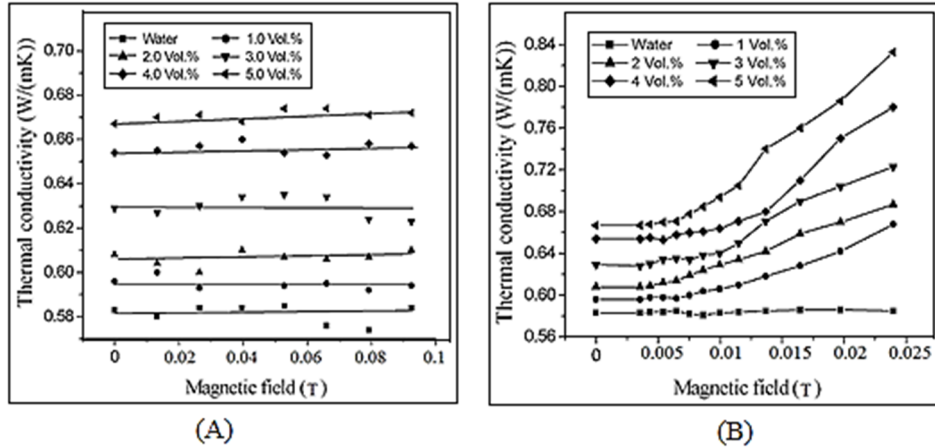 Thermal conductivity (W/(mK))
0.70
0.68
0.66
0.64
0.62
0.60
0.58
Water 1.0 Vol.%
2.0 Vol.% 3.0 Vol.%
4.0 Vol.% 5.0 Vol.%
0 0.02 0.04 0.06 0.08 0.1
Magnetic field (T)
(A)
Thermal conductivity (W/(mK))
0.84
0.80
0.76
0.72
0.68
0.64
0.60
0.56
Water 1 Vol.%
2 Vol.% 3 Vol.%
4 Vol.% 5 Vol.%
0 0.005 0.010 0.015 0.020 0.025
Magnetic field (T)
(B)